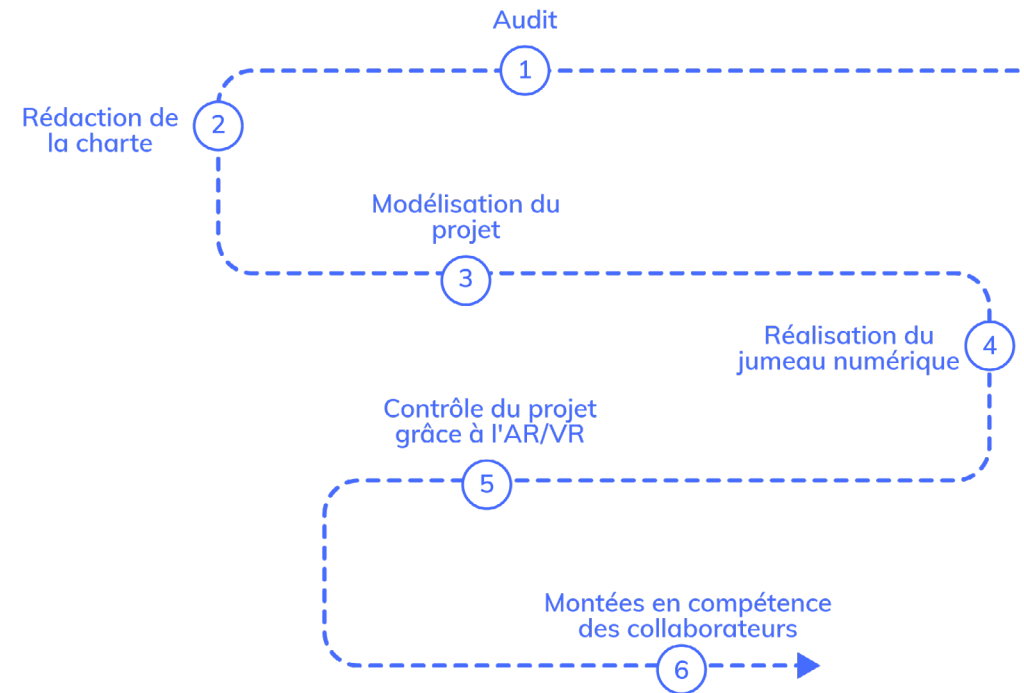 Audit
1
Rédaction de
la charte
2
Modélisation du
projet
3
Réalisation du
jumeau numérique
4
Contrôle du projet
grâce à l'AR/VR
5
Montées en compétence
des collaborateurs
6